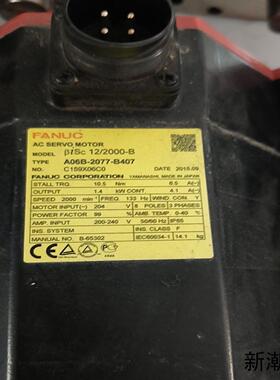 FANUC
AC SERVO MOTOR
MODEL βiSc 12/2000-B
TYPE A06B-2077-B407
NO. C159X06C0 DATE 2015.09
FANUC CORPORATION YAMANASHI, MADE IN JAPAN
STALL TRQ. 10.5 Nm 6.5 A(~)
OUTPUT 1.4 kW CONT. 4.1 A(~)
SPEED 2000 min⁻¹ FREQ. 133 Hz WIND. CON. Y
MOTOR INPUT(~) 204 V 8 POLES 3 PHASES
POWER FACTOR 99 % AMB. TEMP. 0-40 °C
AMP. INPUT 200-240 V 50/60 Hz IP65
INS. SYSTEM INS. CLASS F
MANUAL NO. B-65302 IEC60034-1 14.1 kg
新潮